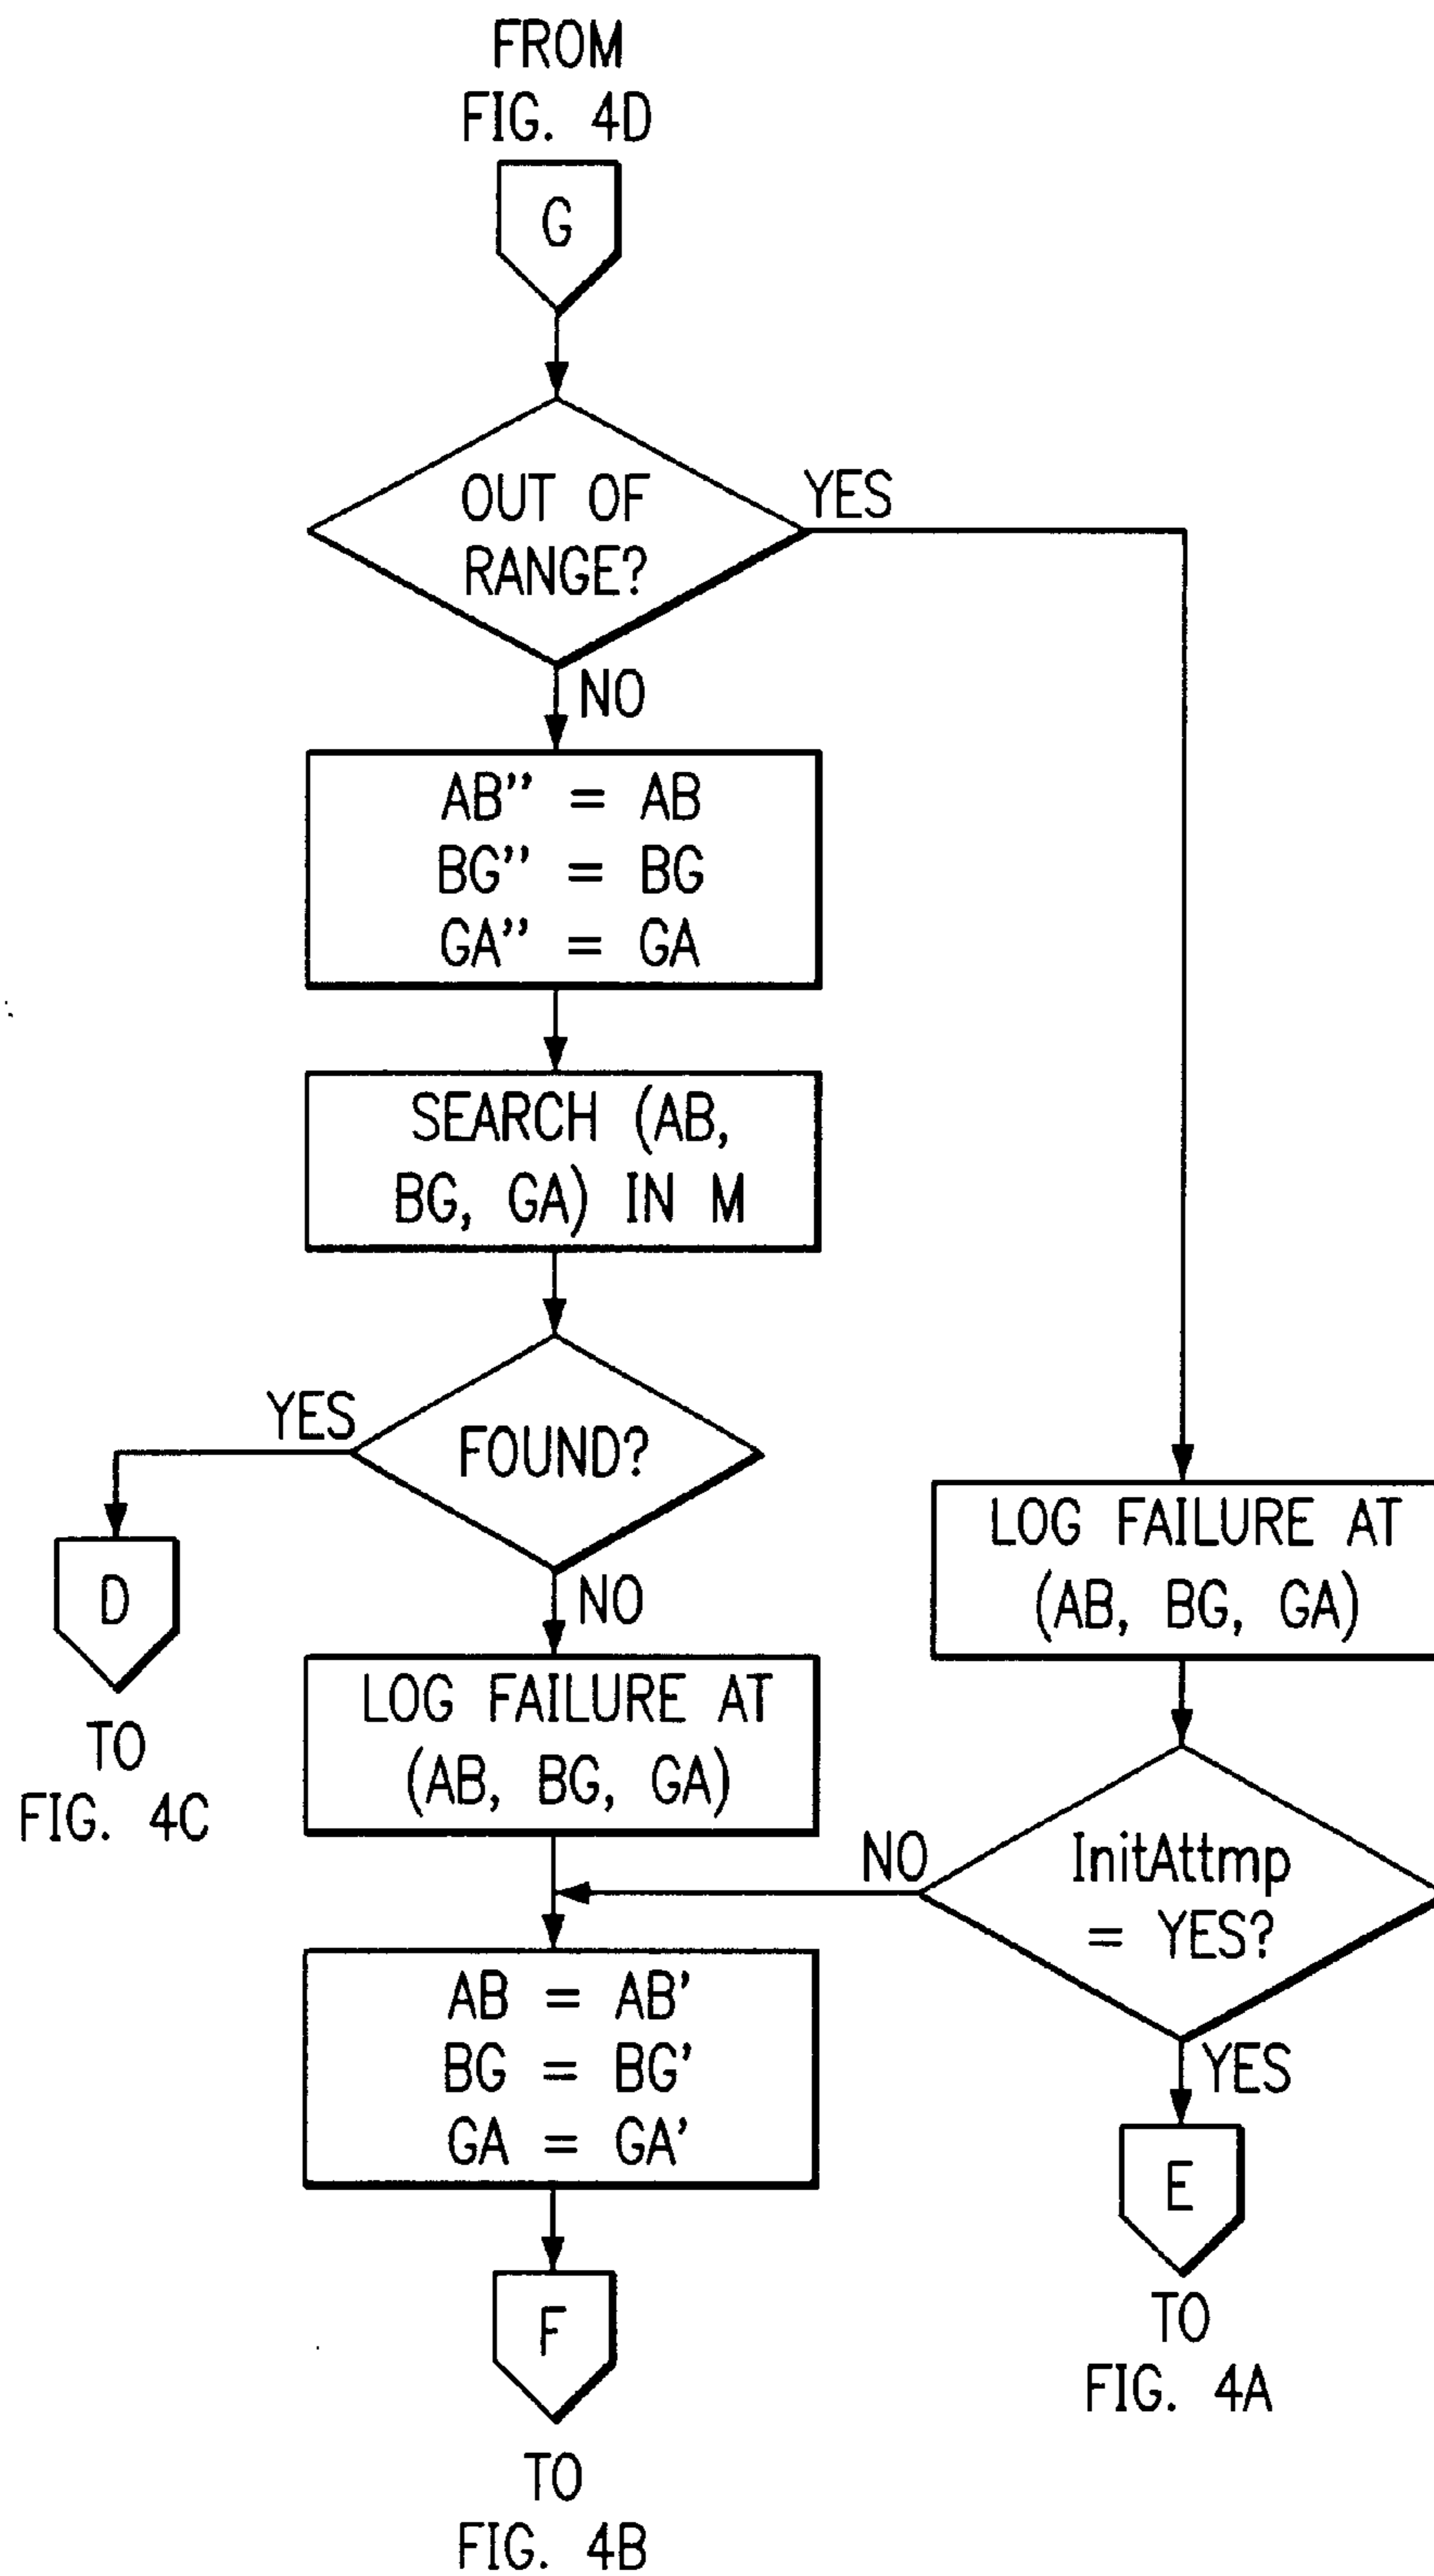 FROM
FIG. 4D
G
OUT OF
RANGE?
YES
NO
AB" = AB
BG" = BG
GA" = GA
SEARCH (AB,
BG, GA) IN M
FOUND?
YES
D
TO
FIG. 4C
NO
LOG FAILURE AT
(AB, BG, GA)
LOG FAILURE AT
(AB, BG, GA)
InitAttmp
= YES?
NO
YES
AB = AB'
BG = BG'
GA = GA'
E
TO
FIG. 4A
F
TO
FIG. 4B